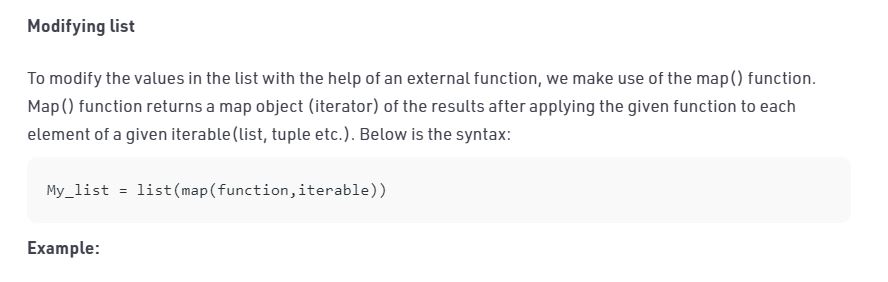 Modifying list
To modify the values in the list with the help of an external function, we make use of the map() function.
Map() function returns a map object (iterator) of the results after applying the given function to each
element of a given iterable(list, tuple etc.). Below is the syntax:
My_list = list(map(function,iterable))
Example: